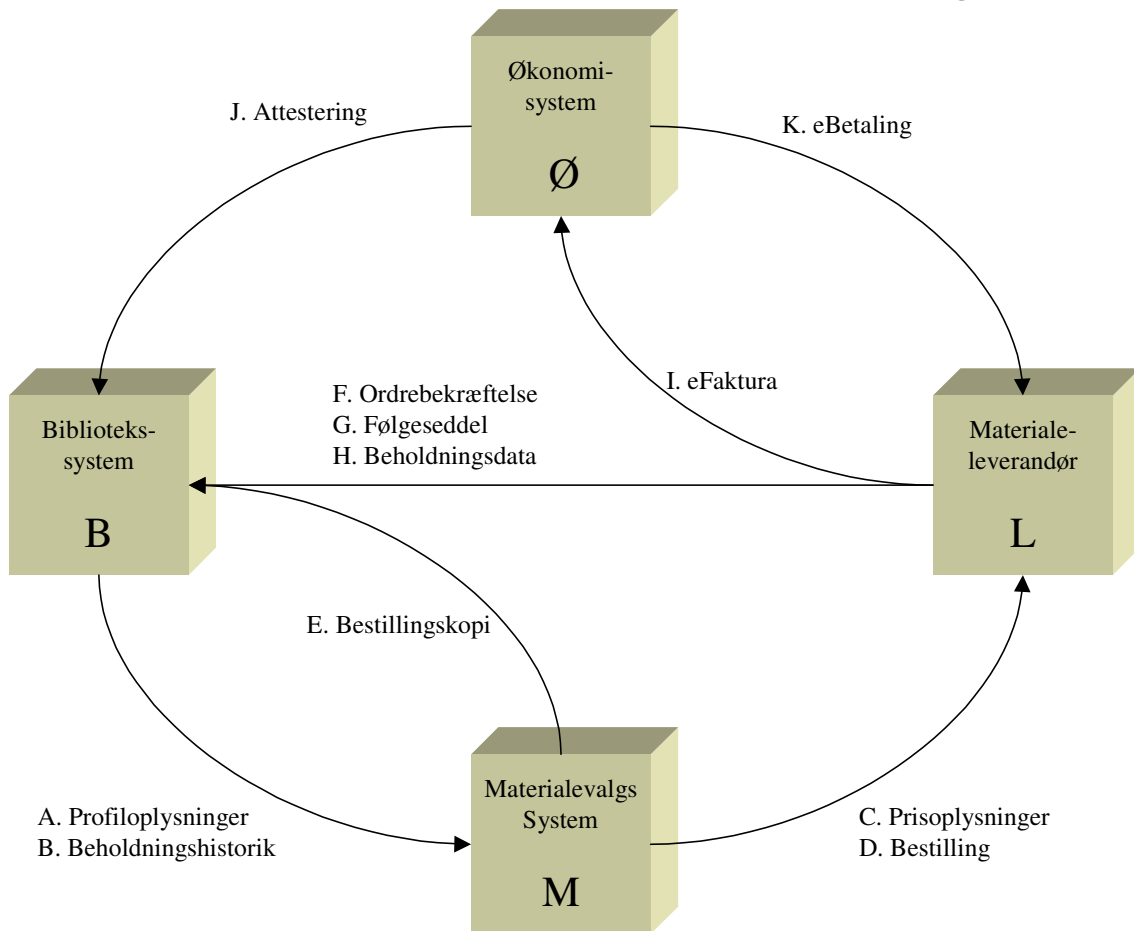 Økonomi-
system
Ø
J. Attestering
K. eBetaling
I. eFaktura
F. Ordrebekræftelse
G. Følgeseddel
H. Beholdningsdata
Biblioteks-
system
B
Materiale-
leverandør
L
E. Bestillingskopi
A. Profiloplysninger
B. Beholdningshistorik
Materialevalgs
System
M
C. Prisoplysninger
D. Bestilling